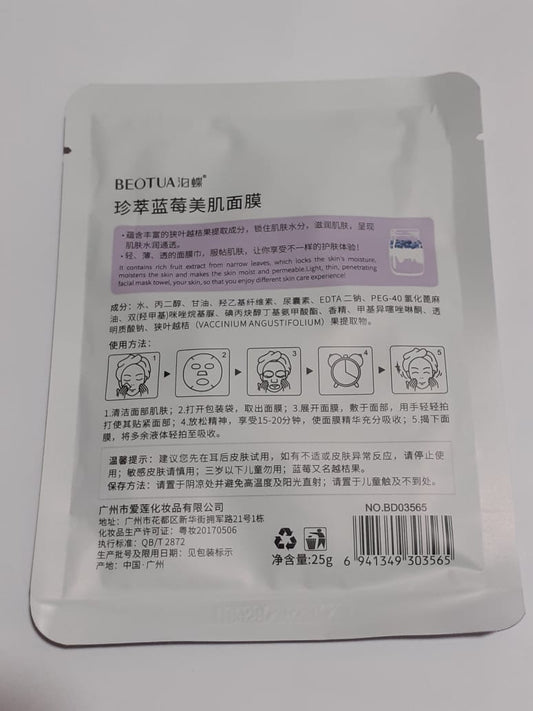 BEOTUA 泊蝶®
珍萃蓝莓美肌面膜
·蕴含丰富的狭叶越桔果提取成分，锁住肌肤水分，滋润肌肤，呈现
肌肤水润通透。
·轻、薄、透的面膜巾，服帖肌肤，让你享受不一样的护肤体验！
It contains rich fruit extract from narrow leaves, which locks the skin's moisture,
moistens the skin and makes the skin moist and permeable.Light, thin, penetrating
facial mask towel, your skin, so that you enjoy different skin care experience!
成分：水、丙二醇、甘油、羟乙基纤维素、尿囊素、EDTA 二钠、PEG-40 氢化蓖麻
油、双(羟甲基)咪唑烷基脲、碘丙炔醇丁基氨甲酸酯、香精、甲基异噻唑啉酮、透
明质酸钠、狭叶越桔（VACCINIUM ANGUSTIFOLIUM）果提取物。
使用方法：
1 2 3 4 5
1.清洁面部肌肤；2.打开包装袋，取出面膜；3.展开面膜，敷于面部，用手轻轻拍
打使其贴紧面部；4.放松精神，享受15-20分钟，使面膜精华充分吸收；5.揭下面
膜，将多余液体轻拍至吸收。
温馨提示：建议您先在耳后皮肤试用，如有不适或皮肤异常反应，请停止使
用；敏感皮肤请慎用；三岁以下儿童勿用；蓝莓又名越桔果。
保存方法：请置于阴凉处并避免高温度及阳光直射；请置于儿童触及不到处。
广州市爱莲化妆品有限公司
地址：广州市花都区新华街拥军路21号1栋
化妆品生产许可证：粤妆20170506
执行标准：QB/T 2872
生产批号及限用日期：见包装标示
产地：中国·广州
净含量:25g
NO.BD03565
6 941349 303565